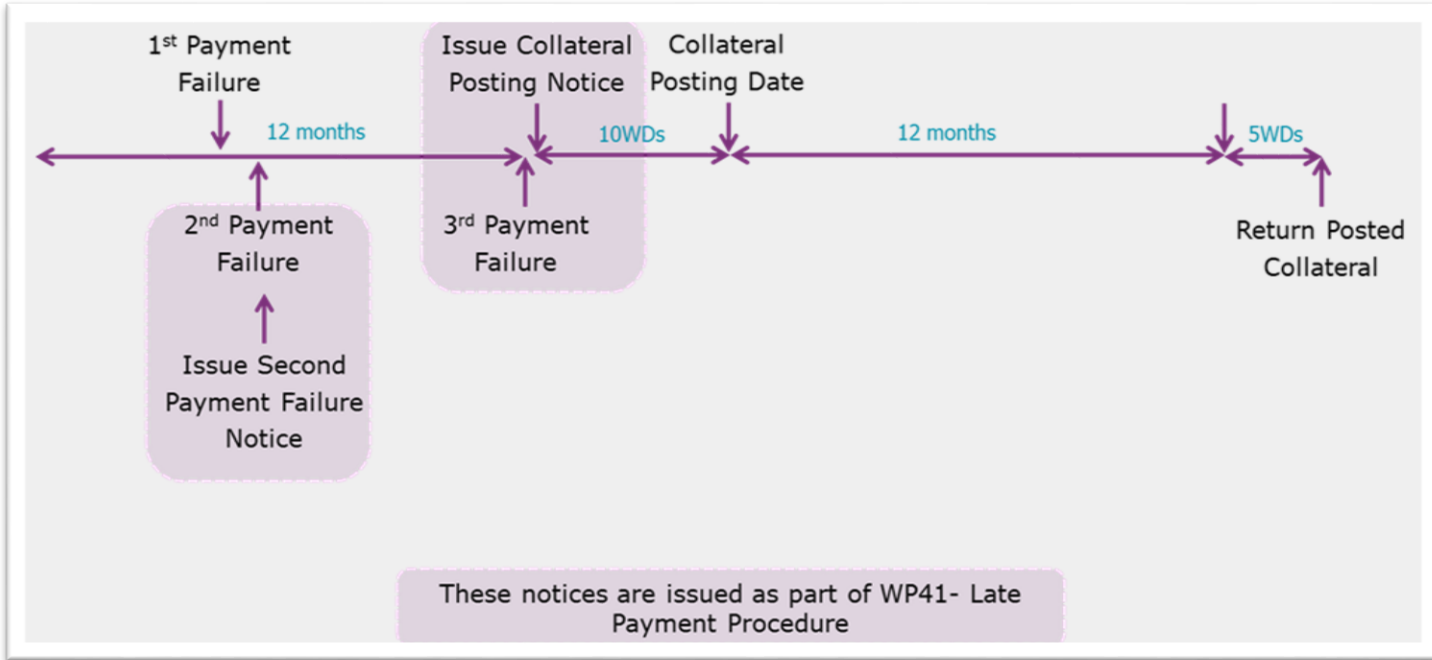 1st Payment
Failure
Issue Collateral
Posting Notice
Collateral
Posting Date
12 months
10WDs
12 months
5WDs
2nd Payment
Failure
3rd Payment
Failure
Return Posted
Collateral
Issue Second
Payment Failure
Notice
These notices are issued as part of WP41- Late
Payment Procedure